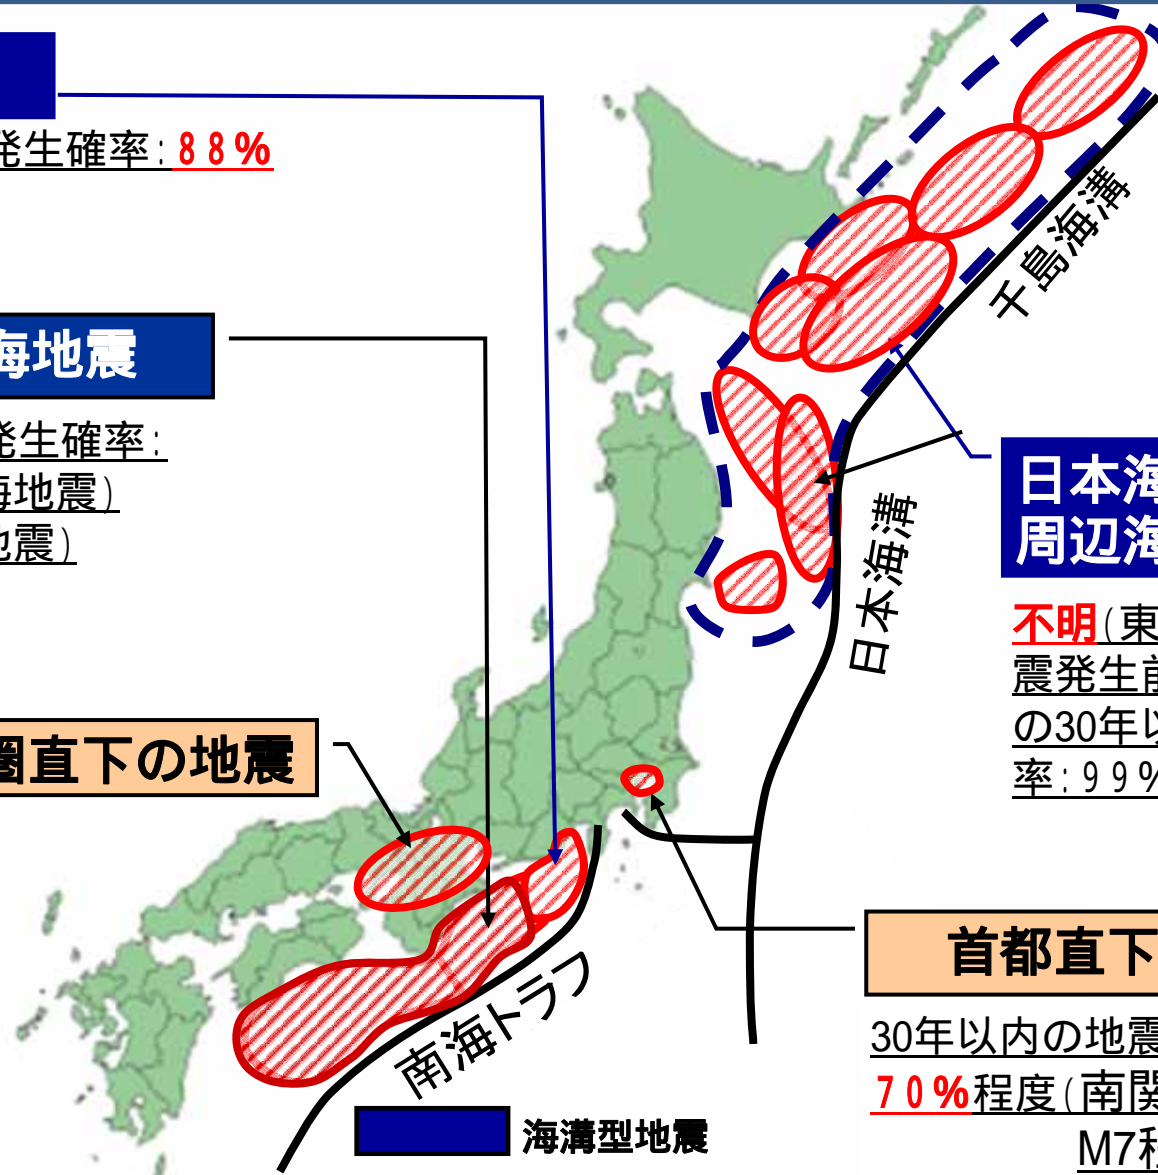 発生確率：88%
海地震
発生確率：
海地震）
地震）
圏直下の地震
千島海溝
日本海溝
日本海
周辺海
不明（東
震発生前
の30年以
率：99%
首都直下
30年以内の地震
70%程度（南関
M7程
南海トラフ
海溝型地震